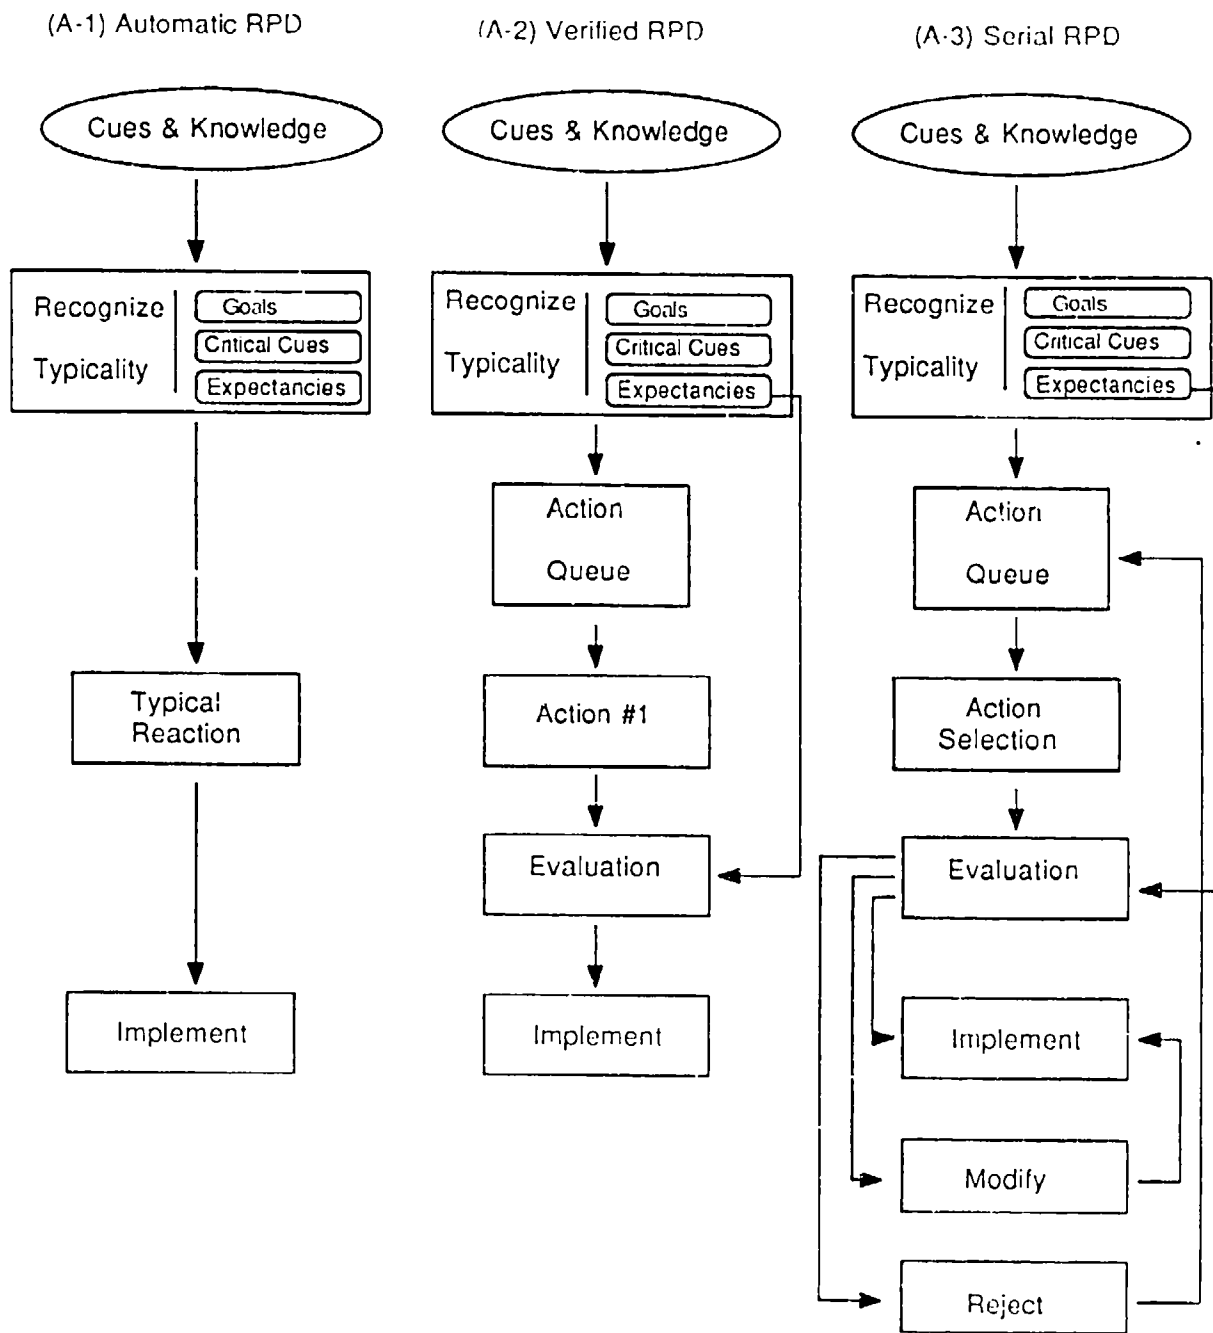 (A-1) Automatic RPD
Cues & Knowledge
Recognize
Typicality
Goals
Critical Cues
Expectancies
Typical
Reaction
Implement
(A-2) Verified RPD
Cues & Knowledge
Recognize
Typicality
Goals
Critical Cues
Expectancies
Action
Queue
Action #1
Evaluation
Implement
(A-3) Serial RPD
Cues & Knowledge
Recognize
Typicality
Goals
Critical Cues
Expectancies
Action
Queue
Action
Selection
Evaluation
Implement
Modify
Reject